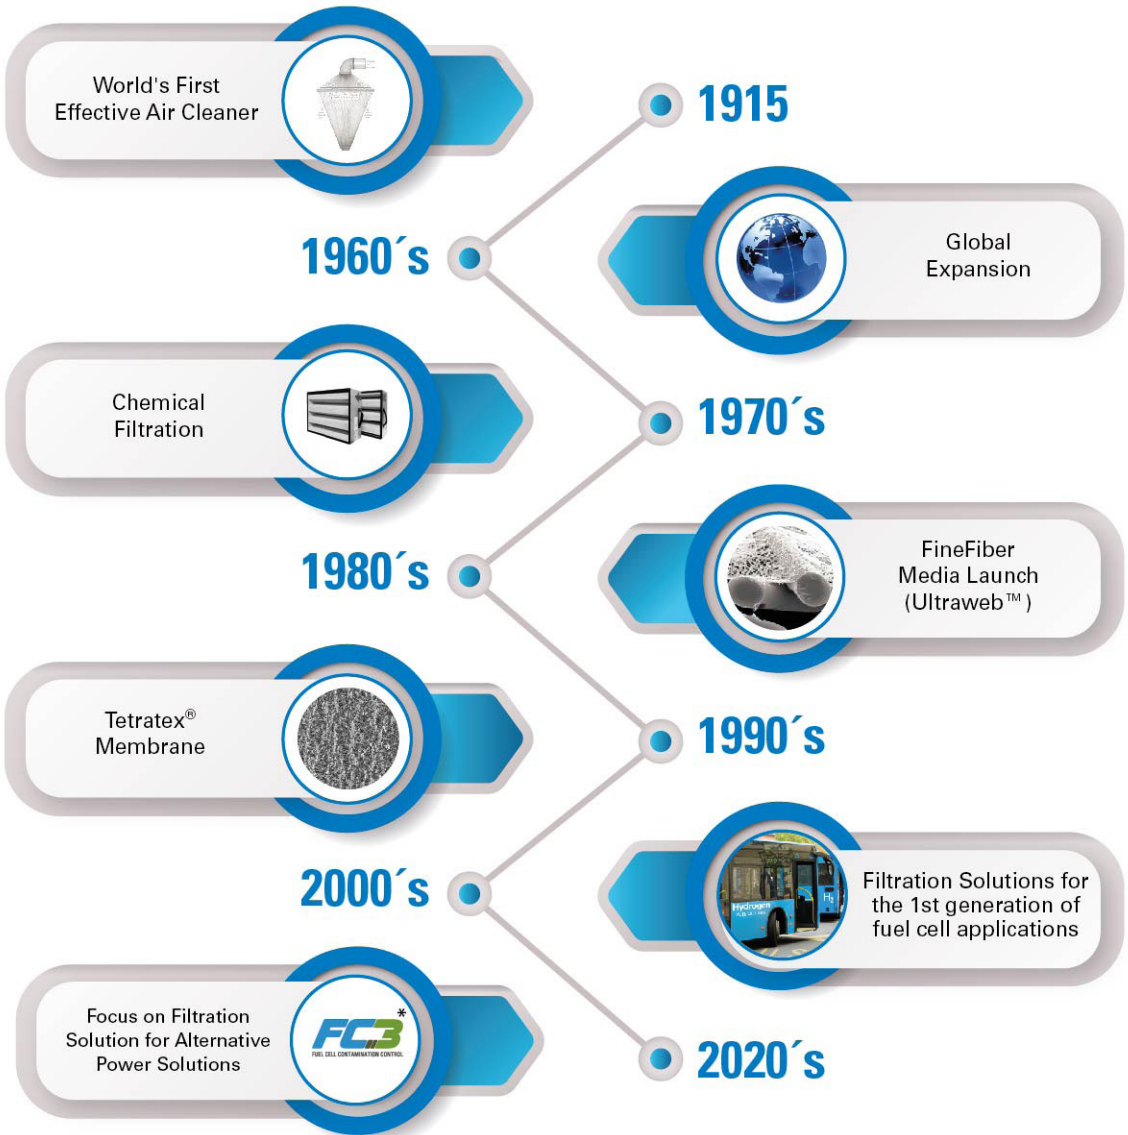 World's First
Effective Air Cleaner
1915
1960´s
Global
Expansion
Chemical
Filtration
1970´s
1980´s
FineFiber
Media Launch
(Ultraweb™ )
Tetratex®
Membrane
1990´s
2000´s
Hydrogen
H2
Filtration Solutions for
the 1st generation of
fuel cell applications
Focus on Filtration
Solution for Alternative
Power Solutions
FC3*
FUEL CELL CONTAMINATION CONTROL
2020´s